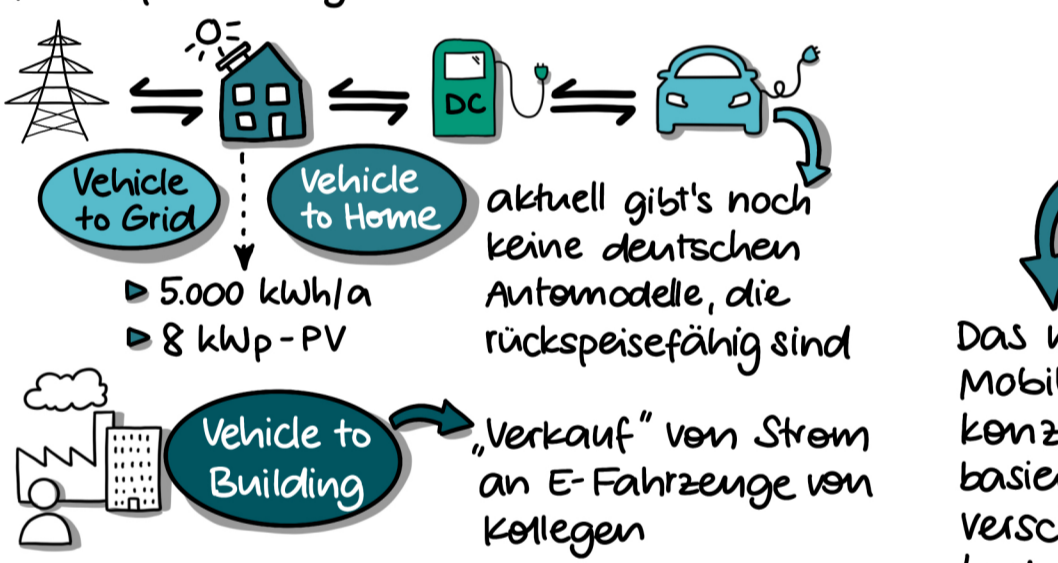 DC
Vehicle
to Grid
Vehicle
to Home
aktuell gibt's noch
keine deutschen
Automodelle, die
rückspeisefähig sind
5.000 kWh/a
8 kWp-PV
Vehicle to
Building
„Verkauf" von Strom
an E-Fahrzeuge von
Kollegen
Das